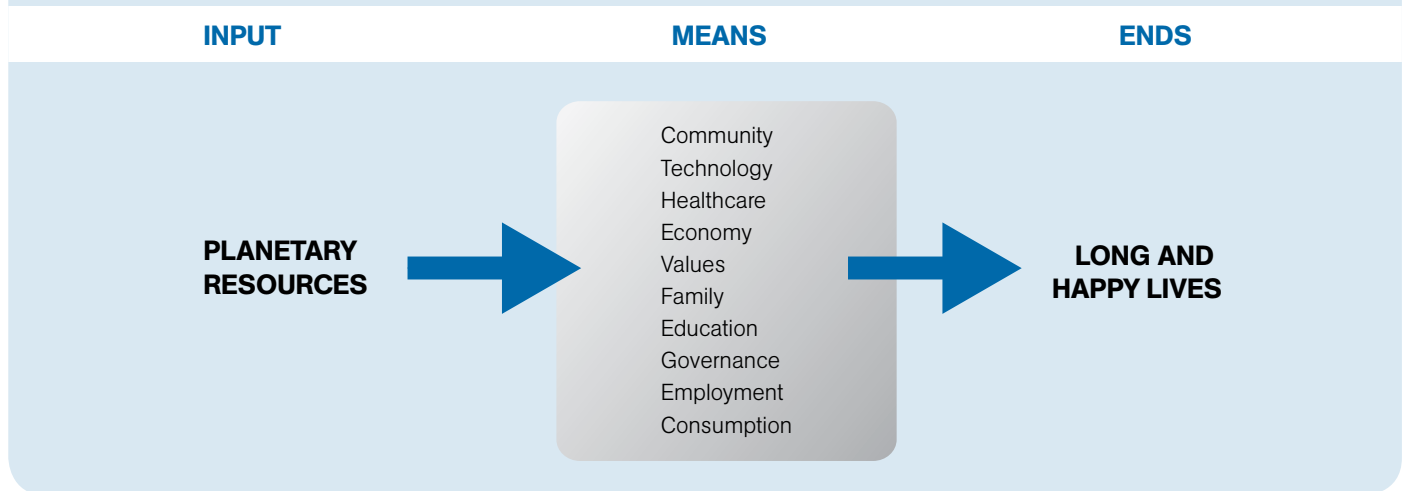 INPUT
MEANS
ENDS
PLANETARY
RESOURCES
Community
Technology
Healthcare
Economy
Values
Family
Education
Governance
Employment
Consumption
LONG AND
HAPPY LIVES